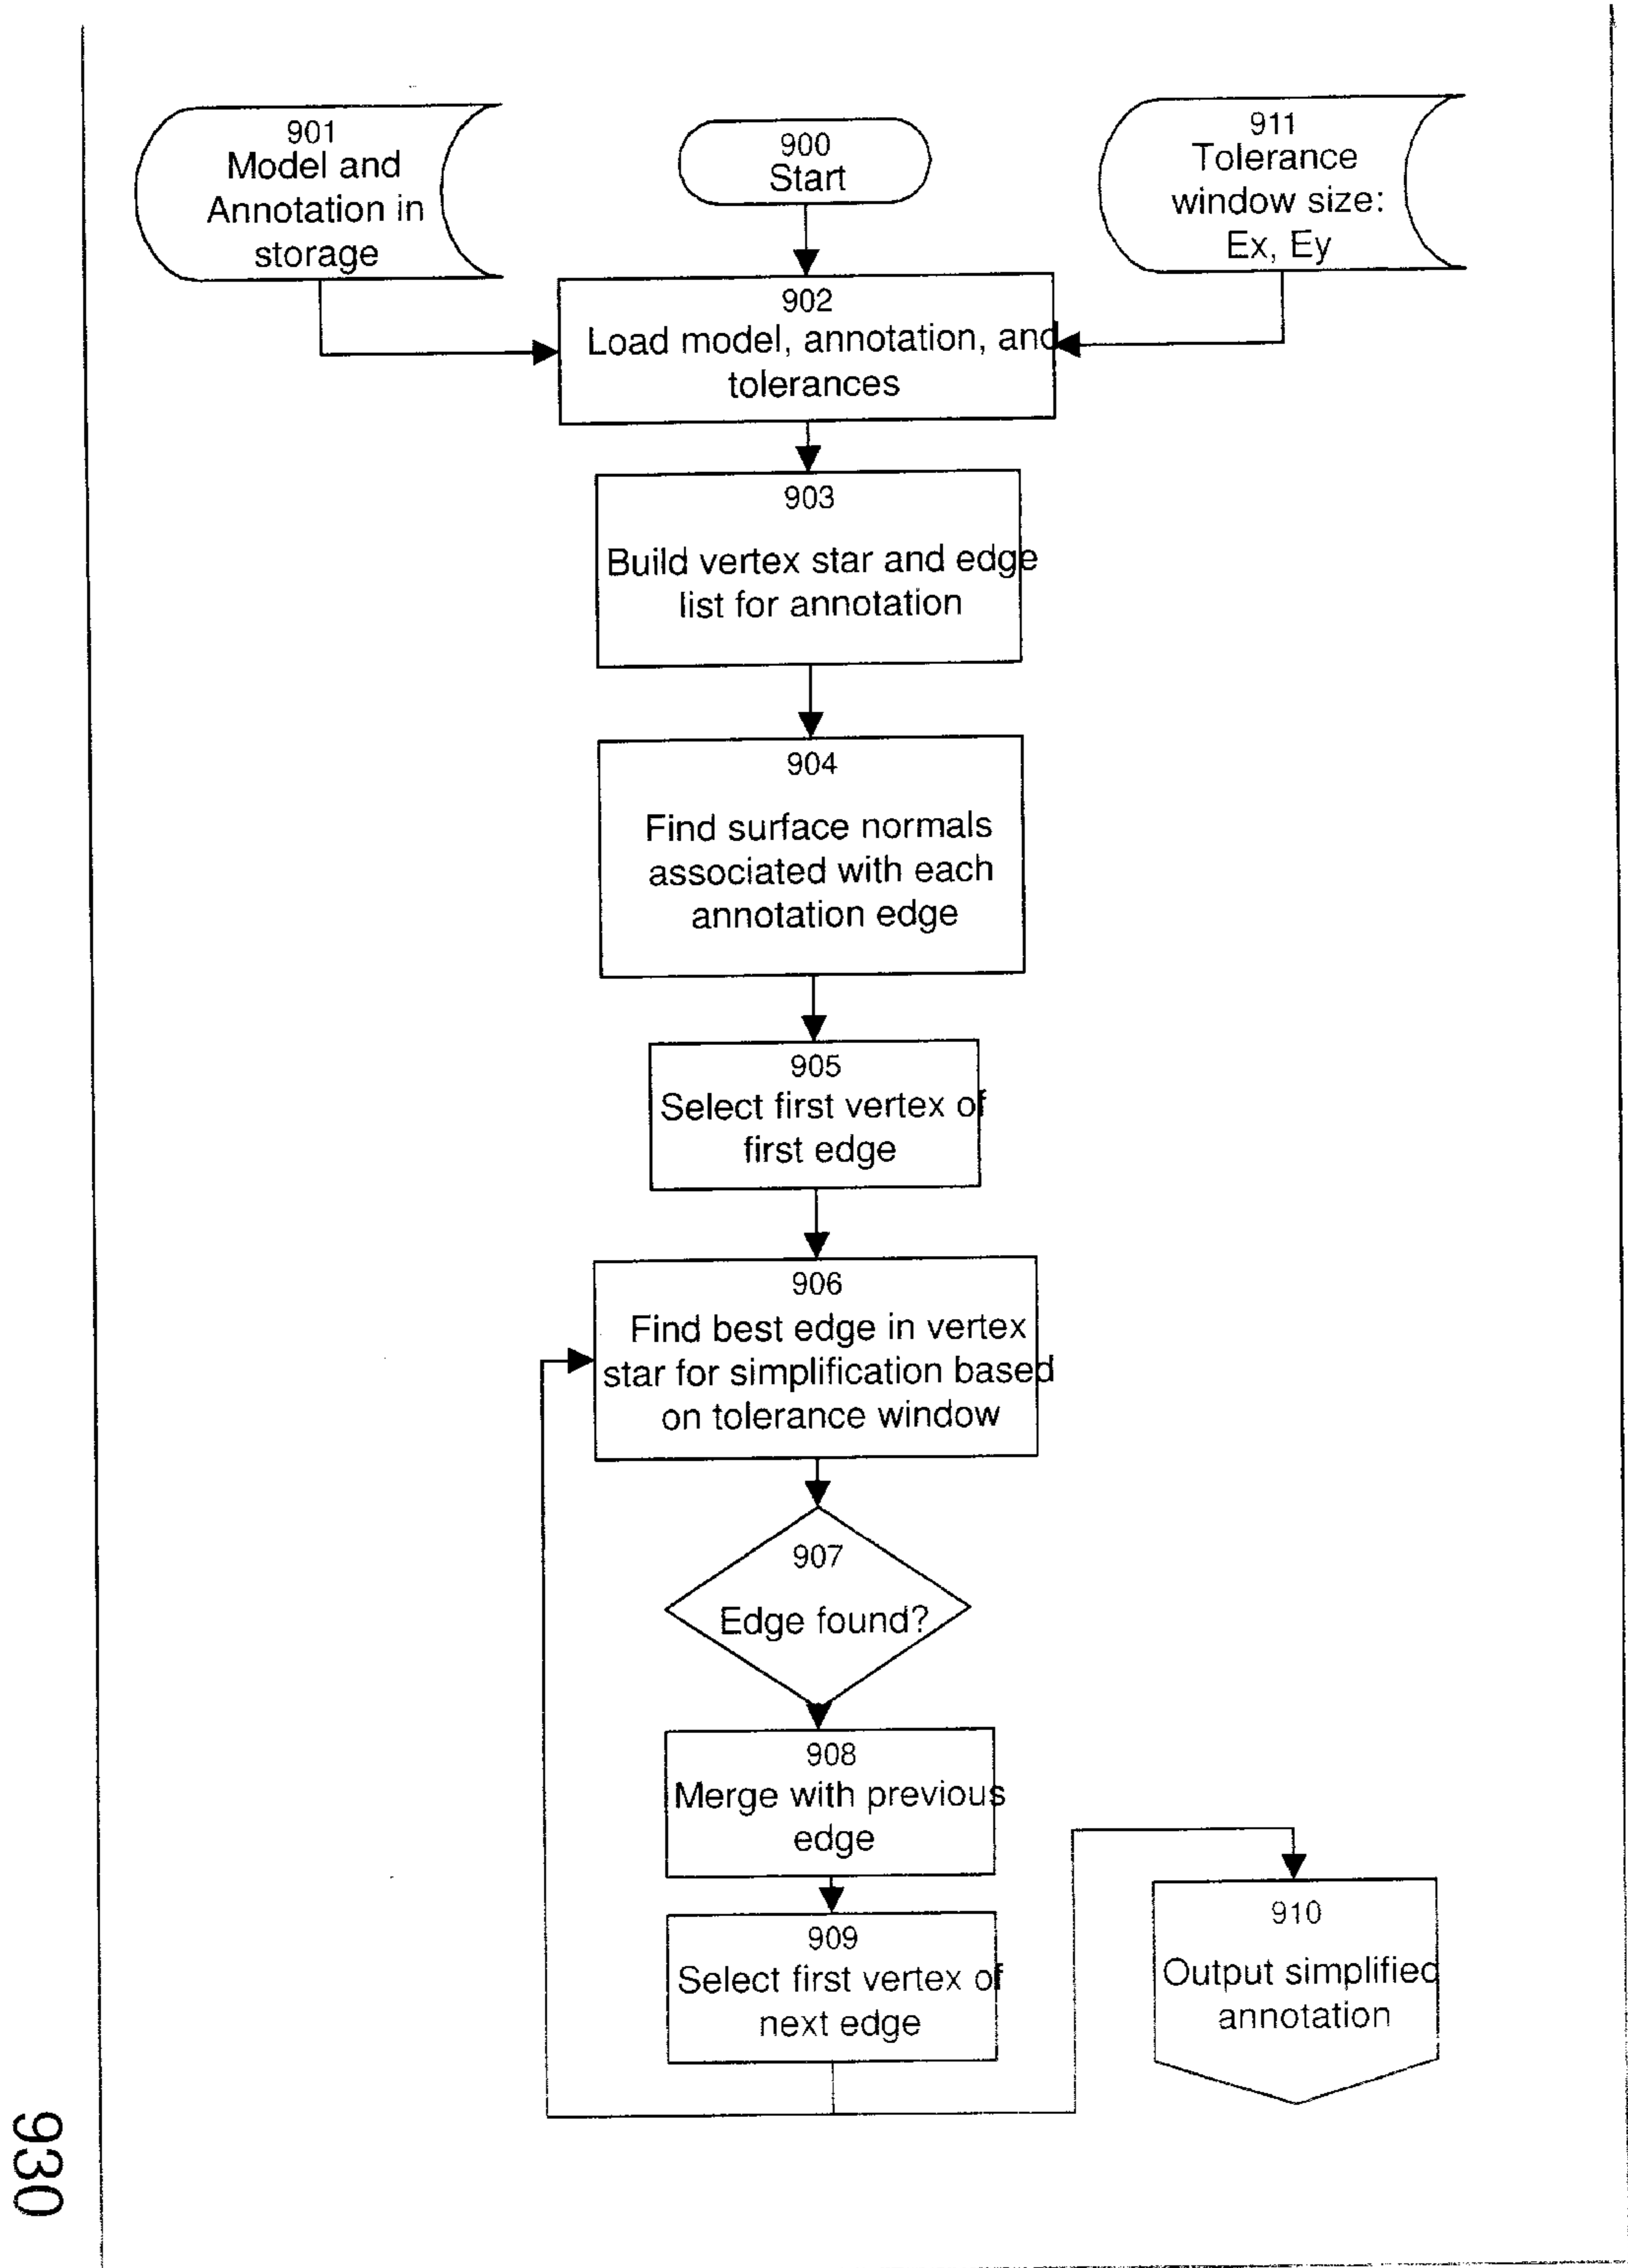 901
Model and
Annotation in
storage
900
Start
911
Tolerance
window size:
Ex, Ey
902
Load model, annotation, and
tolerances
903
Build vertex star and edge
list for annotation
904
Find surface normals
associated with each
annotation edge
905
Select first vertex of
first edge
906
Find best edge in vertex
star for simplification based
on tolerance window
907
Edge found?
908
Merge with previous
edge
909
Select first vertex of
next edge
910
Output simplified
annotation
930